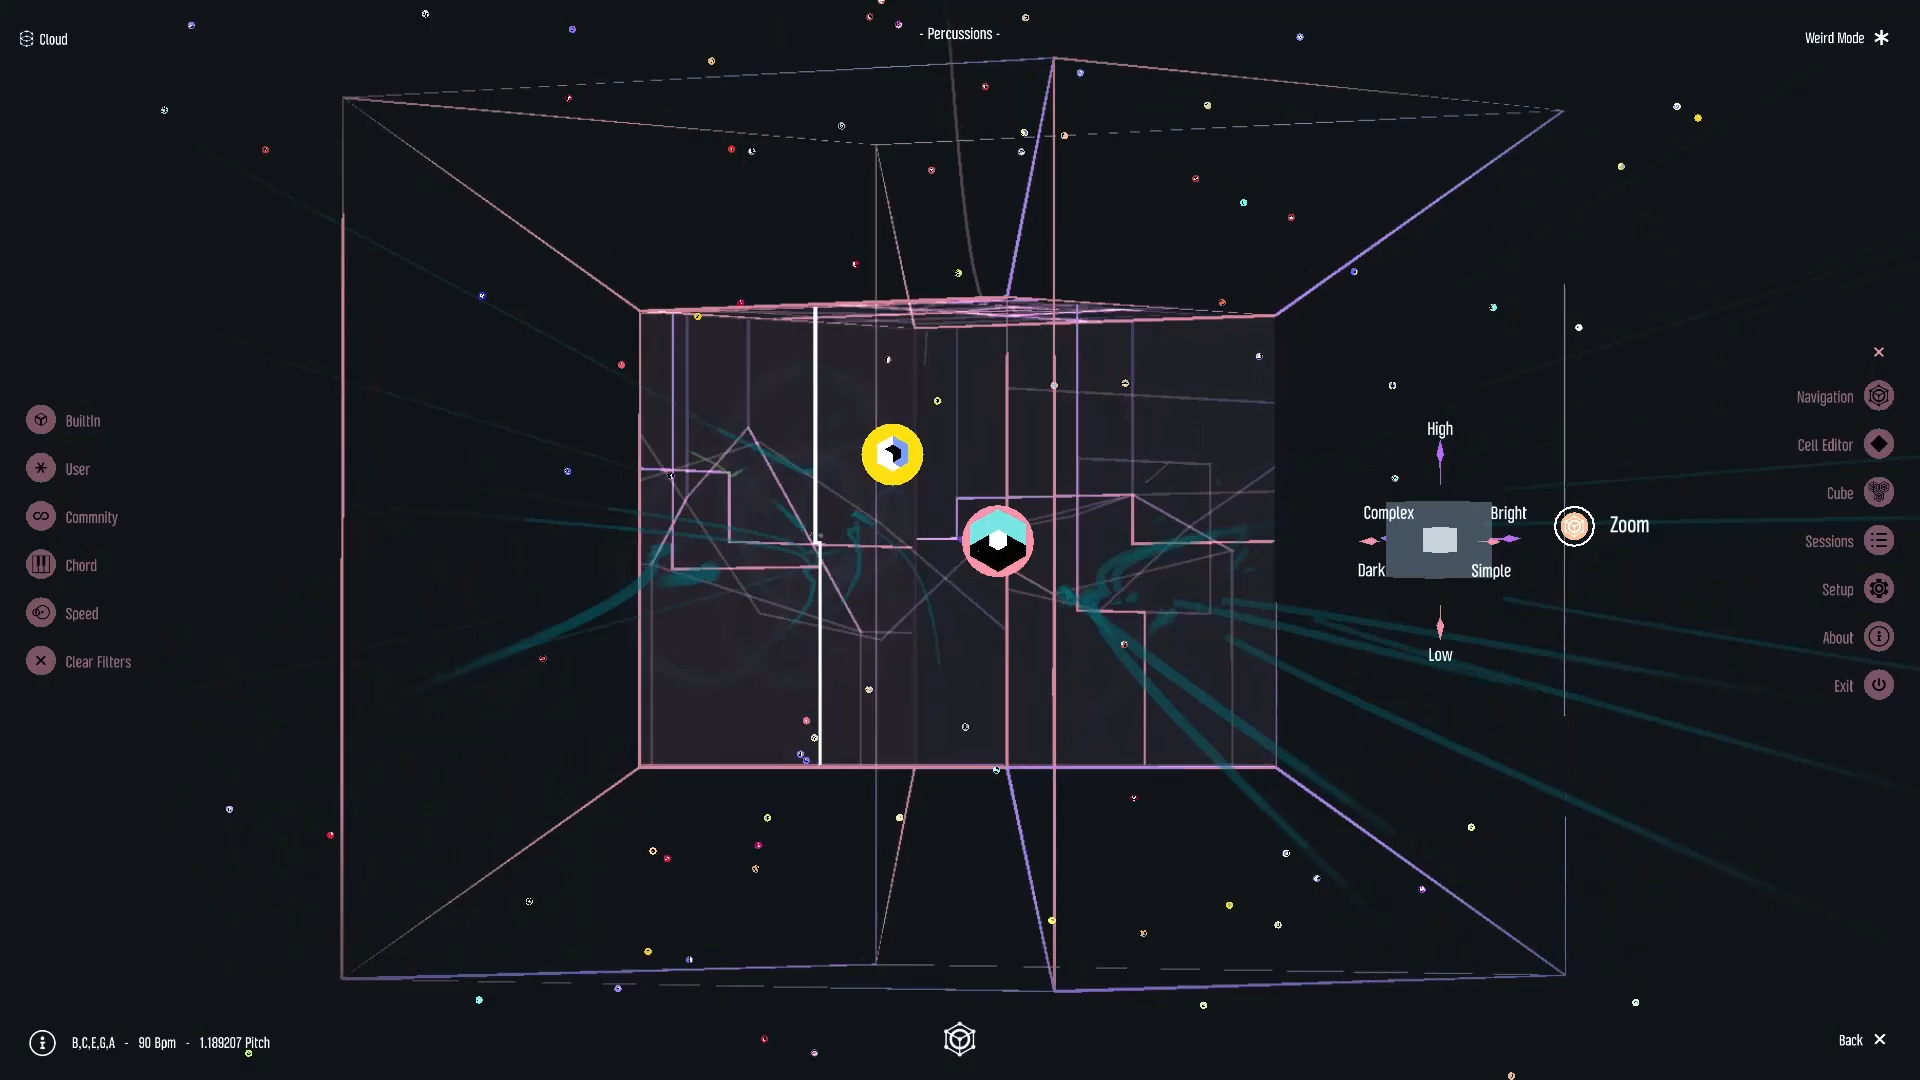 Cloud
- Percussions -
Weird Mode
BuiltIn
User
Commnity
Chord
Speed
Clear Filters
High
Complex
Bright
Dark
Simple
Low
Zoom
Navigation
Cell Editor
Cube
Sessions
Setup
About
Exit
B,C,E,G,A - 90 Bpm - 1.189207 Pitch
Back